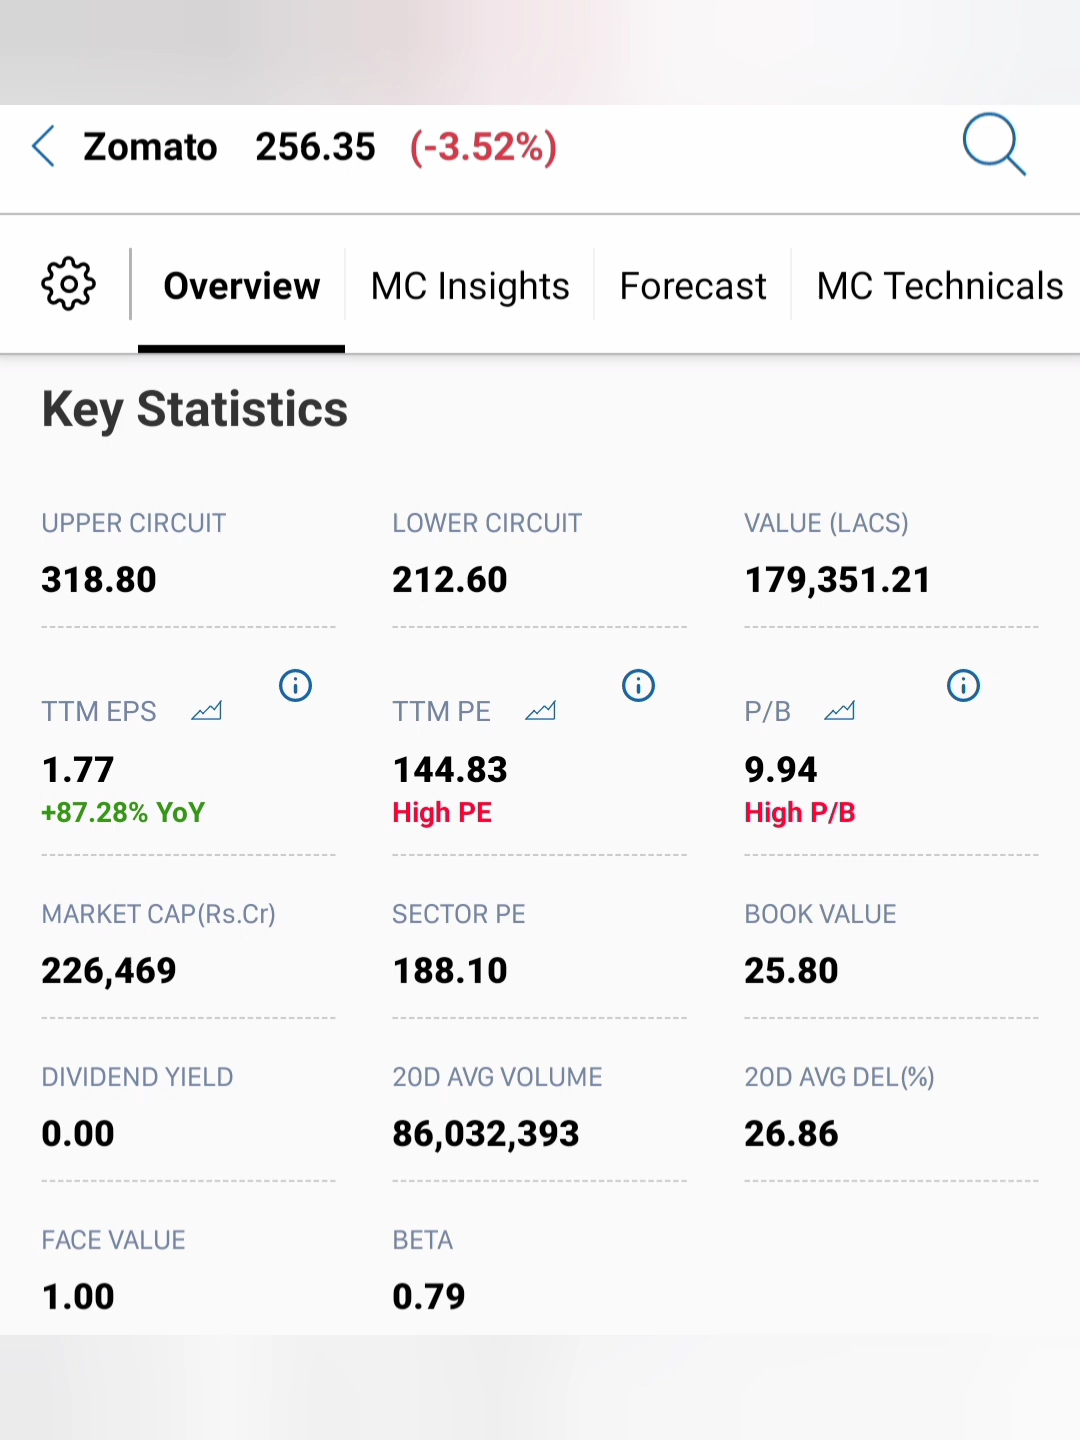 Zomato 256.35 (-3.52%)
Overview MC Insights Forecast MC Technicals
Key Statistics
UPPER CIRCUIT LOWER CIRCUIT VALUE (LACS)
318.80 212.60 179,351.21
TTM EPS TTM PE P/B
1.77 144.83 9.94
+87.28% YoY High PE High P/B
MARKET CAP(Rs.Cr) SECTOR PE BOOK VALUE
226,469 188.10 25.80
DIVIDEND YIELD 20D AVG VOLUME 20D AVG DEL(%)
0.00 86,032,393 26.86
FACE VALUE BETA
1.00 0.79